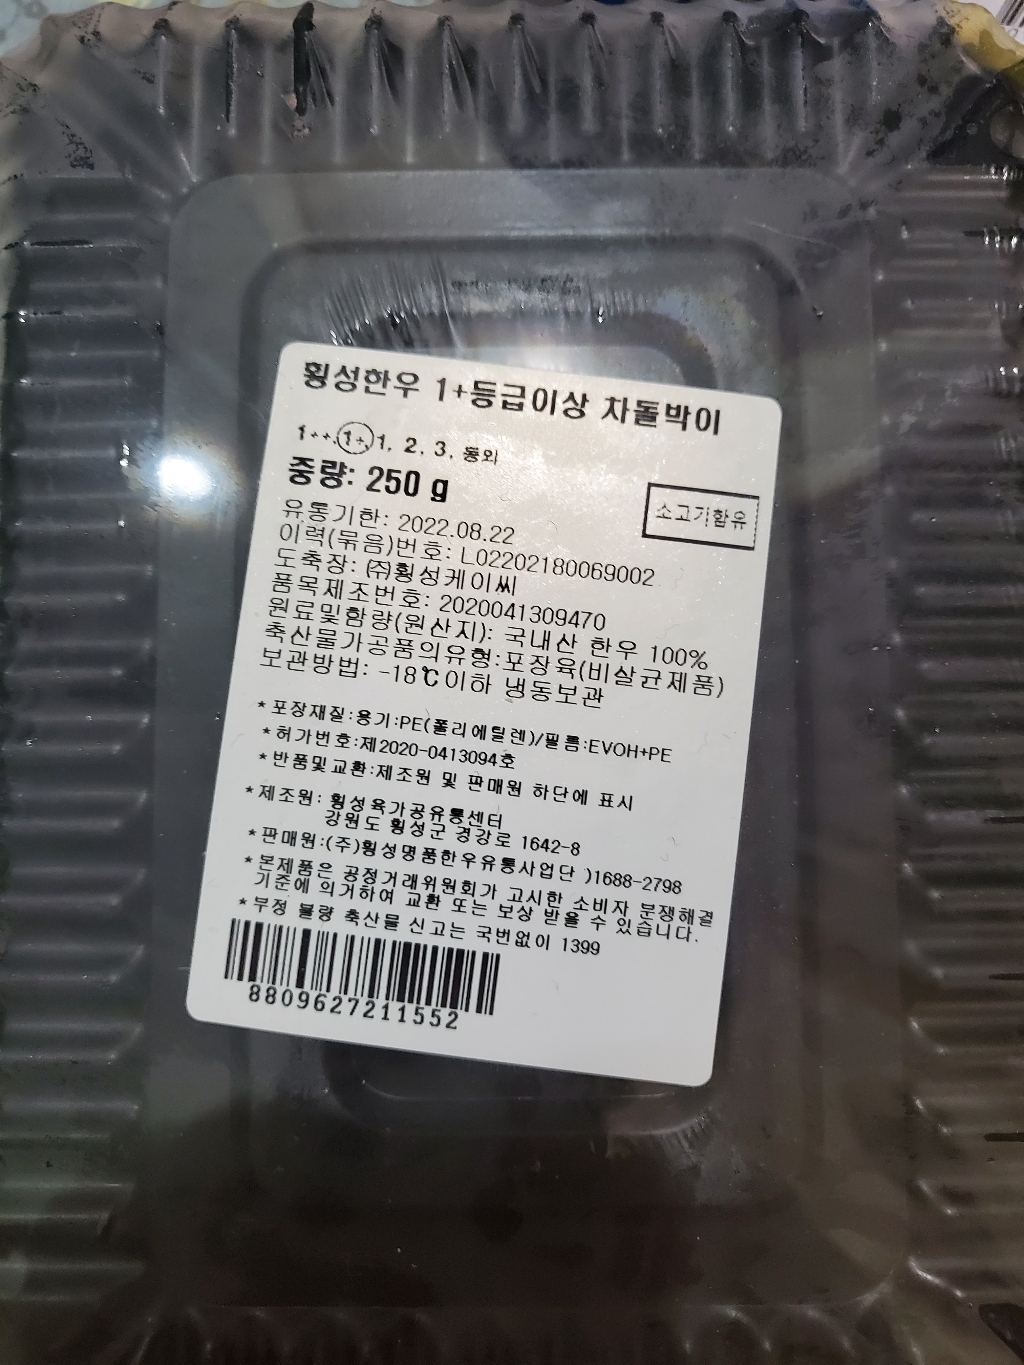 횡성한우 1+등급이상 차돌박이
1++, 1+, 1, 2, 3, 등외
중량: 250 g
소고기함유
유통기한: 2022.08.22
이력(묶음)번호: L02202180069002
도축장: ㈜횡성케이씨
품목제조번호: 2020041309470
원료및함량(원산지): 국내산 한우 100%
축산물가공품의유형:포장육(비살균제품)
보관방법: -18℃이하 냉동보관
*포장재질:용기:PE(폴리에틸렌)/필름:EVOH+PE
*허가번호:제2020-0413094호
*반품및교환:제조원 및 판매원 하단에 표시
*제조원: 횡성육가공유통센터
강원도 횡성군 경강로 1642-8
*판매원:(주)횡성명품한우유통사업단 )1688-2798
*본제품은 공정거래위원회가 고시한 소비자 분쟁해결
기준에 의거하여 교환 또는 보상 받을 수 있습니다.
*부정 불량 축산물 신고는 국번없이 1399
8809627211552